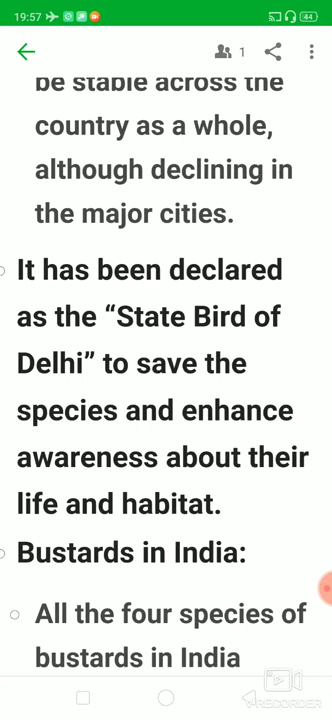 19:57
44
1
be stable across the
country as a whole,
although declining in
the major cities.
It has been declared
as the “State Bird of
Delhi” to save the
species and enhance
awareness about their
life and habitat.
Bustards in India:
All the four species of
bustards in India
RECORDER